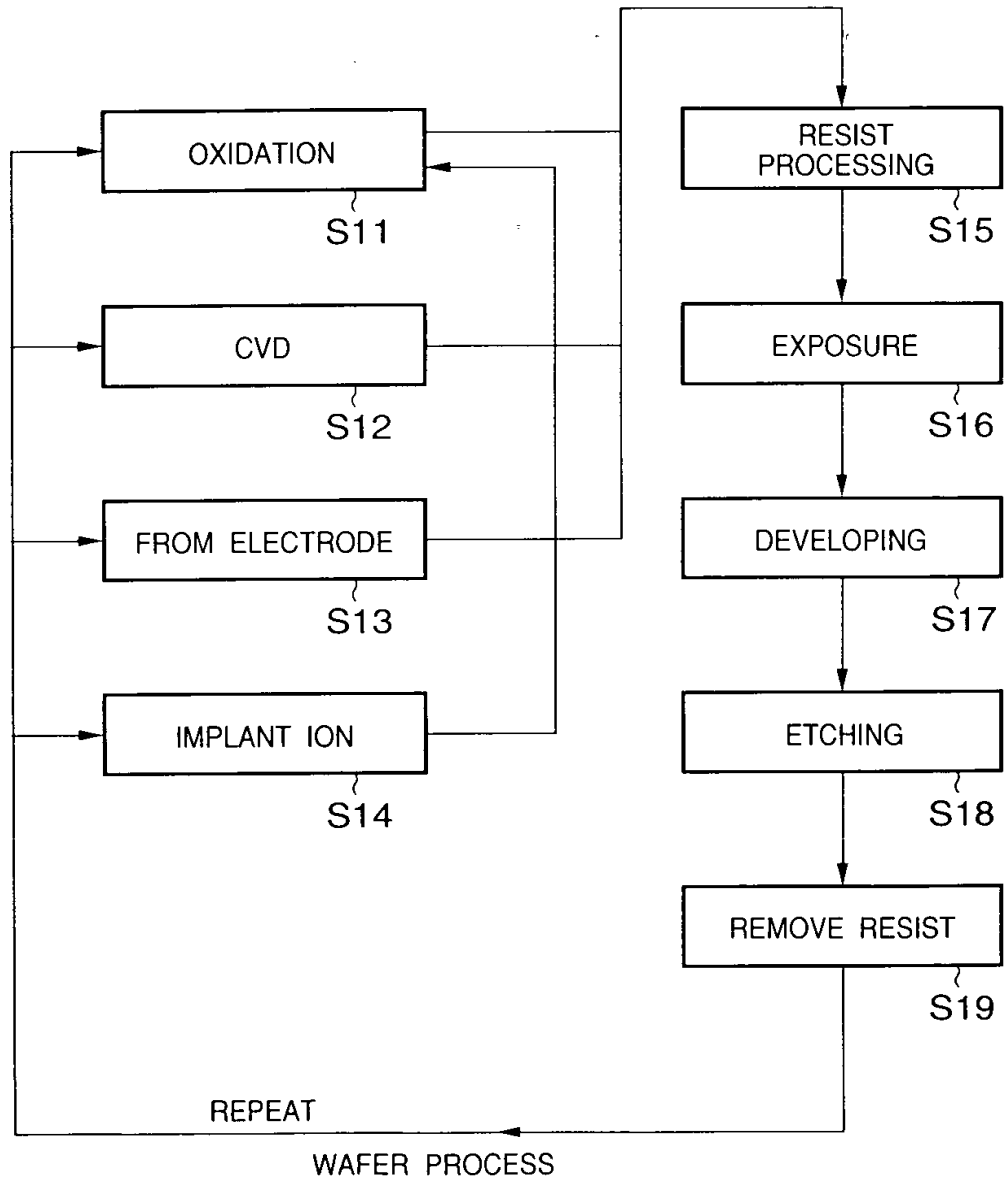 OXIDATION
S11
CVD
S12
FROM ELECTRODE
S13
IMPLANT ION
S14
RESIST
PROCESSING
S15
EXPOSURE
S16
DEVELOPING
S17
ETCHING
S18
REMOVE RESIST
S19
REPEAT
WAFER PROCESS